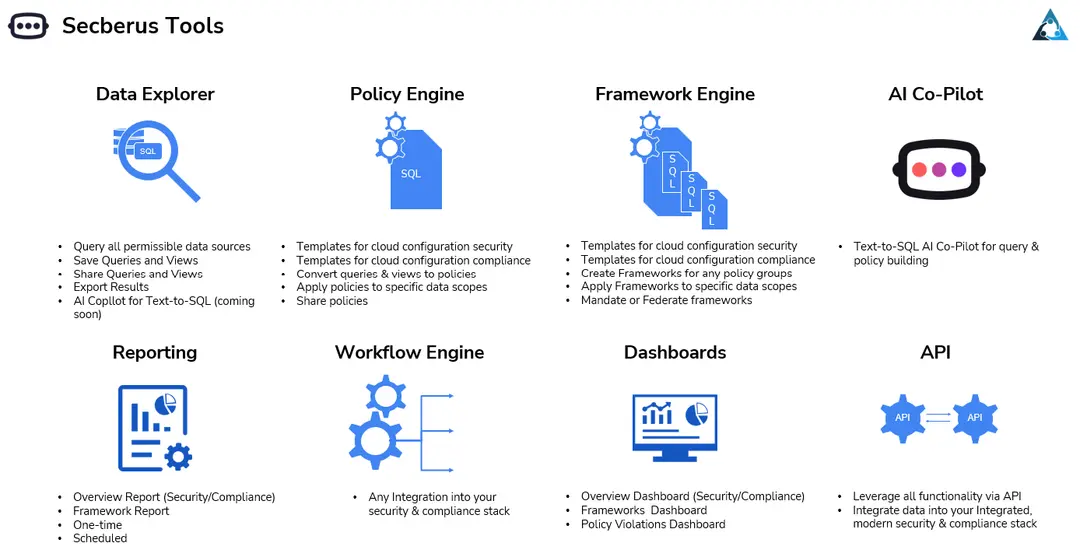 Secberus Tools
Data Explorer
SQL
• Query all permissible data sources
• Save Queries and Views
• Share Queries and Views
• Export Results
• AI Copllot for Text-to-SQL (coming
soon)
Policy Engine
SQL
• Templates for cloud configuration security
• Templates for cloud configuration compliance
• Convert queries & views to policies
• Apply policies to specific data scopes
• Share policies
Framework Engine
S
Q
L
S
Q
L
S
Q
L
• Templates for cloud configuration security
• Templates for cloud configuration compliance
• Create Frameworks for any policy groups
• Apply Frameworks to specific data scopes
• Mandate or Federate frameworks
AI Co-Pilot
• Text-to-SQL AI Co-Pilot for query &
policy building
Reporting
• Overview Report (Security/Compliance)
• Framework Report
• One-time
• Scheduled
Workflow Engine
• Any Integration into your
security & compliance stack
Dashboards
• Overview Dashboard (Security/Compliance)
• Frameworks Dashboard
• Policy Violations Dashboard
API
API
API
• Leverage all functionality via API
• Integrate data into your Integrated,
modern security & compliance stack